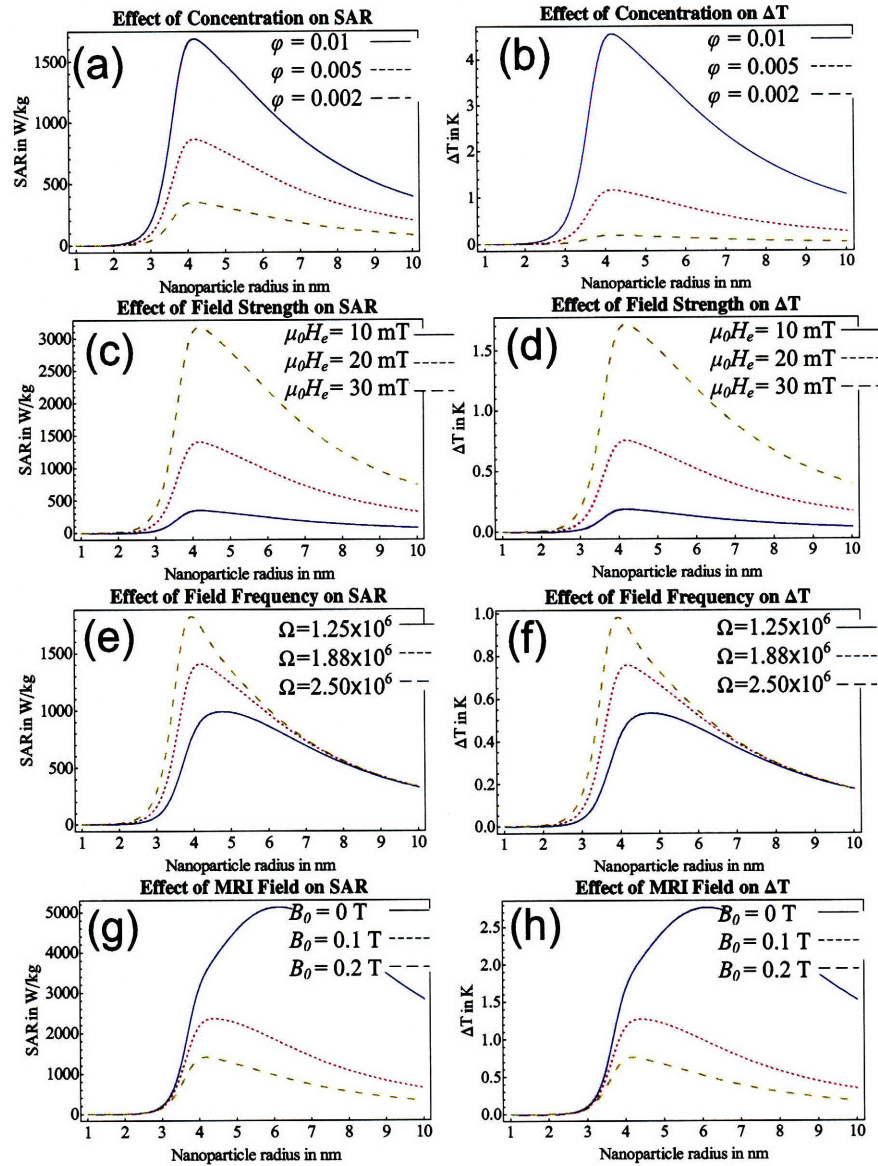 Effect of Concentration on SAR
(a)
φ = 0.01
φ = 0.005
φ = 0.002
SAR in W/kg
1500
1000
500
0
1 2 3 4 5 6 7 8 9 10
Nanoparticle radius in nm
Effect of Concentration on ΔT
(b)
φ = 0.01
φ = 0.005
φ = 0.002
ΔT in K
4
3
2
1
0
1 2 3 4 5 6 7 8 9 10
Nanoparticle radius in nm
Effect of Field Strength on SAR
(c)
μ₀Hₑ= 10 mT
μ₀Hₑ= 20 mT
μ₀Hₑ= 30 mT
SAR in W/kg
3000
2500
2000
1500
1000
500
0
1 2 3 4 5 6 7 8 9 10
Nanoparticle radius in nm
Effect of Field Strength on ΔT
(d)
μ₀Hₑ= 10 mT
μ₀Hₑ= 20 mT
μ₀Hₑ= 30 mT
ΔT in K
1.5
1.0
0.5
0.0
1 2 3 4 5 6 7 8 9 10
Nanoparticle radius in nm
Effect of Field Frequency on SAR
(e)
Ω=1.25x10⁶
Ω=1.88x10⁶
Ω=2.50x10⁶
SAR in W/kg
1500
1000
500
0
1 2 3 4 5 6 7 8 9 10
Nanoparticle radius in nm
Effect of Field Frequency on ΔT
(f)
Ω=1.25x10⁶
Ω=1.88x10⁶
Ω=2.50x10⁶
ΔT in K
1.0
0.8
0.6
0.4
0.2
0.0
1 2 3 4 5 6 7 8 9 10
Nanoparticle radius in nm
Effect of MRI Field on SAR
(g)
B₀ = 0 T
B₀ = 0.1 T
B₀ = 0.2 T
SAR in W/kg
5000
4000
3000
2000
1000
0
1 2 3 4 5 6 7 8 9 10
Nanoparticle radius in nm
Effect of MRI Field on ΔT
(h)
B₀ = 0 T
B₀ = 0.1 T
B₀ = 0.2 T
ΔT in K
2.5
2.0
1.5
1.0
0.5
0.0
1 2 3 4 5 6 7 8 9 10
Nanoparticle radius in nm